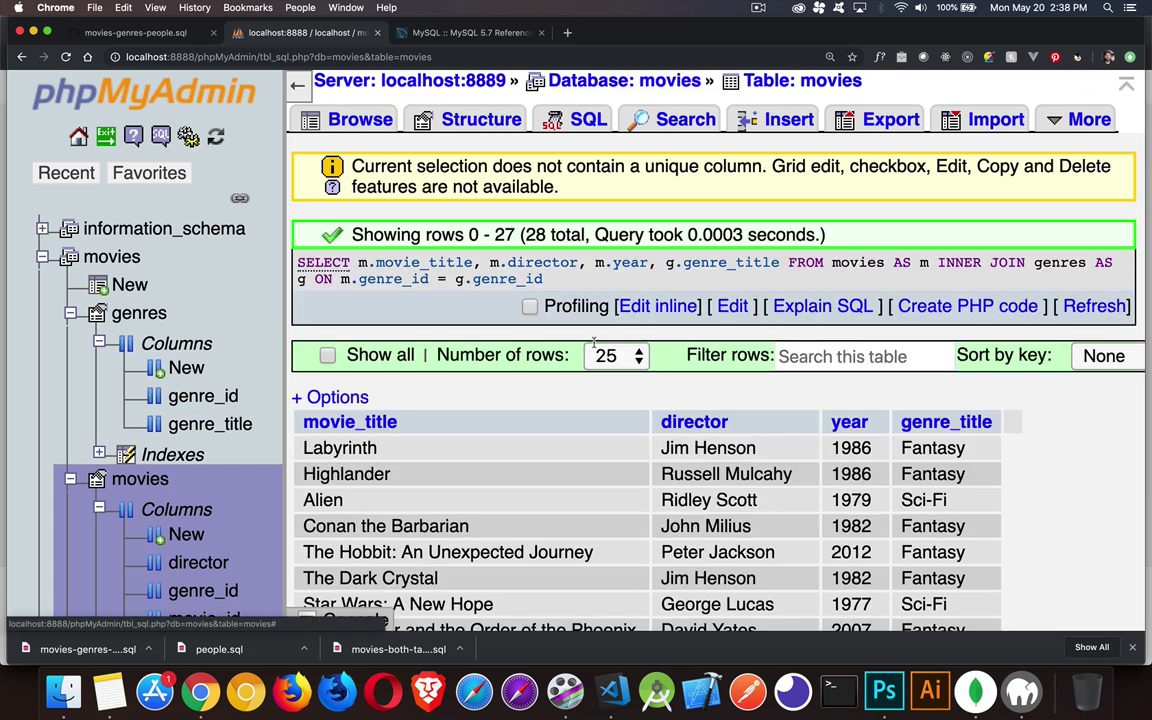 Chrome File Edit View History Bookmarks People Window Help 100% Mon May 20 2:38 PM
movies-genres-people.sql localhost:8888 / localhost / mo MySQL :: MySQL 5.7 Referenc
localhost:8888/phpMyAdmin/tbl_sql.php?db=movies&table=movies
phpMyAdmin
Recent Favorites
information_schema
movies
New
genres
Columns
New
genre_id
genre_title
Indexes
movies
Columns
New
director
genre_id
movie_id
localhost:8888/phpMyAdmin/tbl_sql.php?db=movies&table=movies#
Server: localhost:8889 » Database: movies » Table: movies
Browse Structure SQL Search Insert Export Import More
Current selection does not contain a unique column. Grid edit, checkbox, Edit, Copy and Delete
features are not available.
Showing rows 0 - 27 (28 total, Query took 0.0003 seconds.)
SELECT m.movie_title, m.director, m.year, g.genre_title FROM movies AS m INNER JOIN genres AS
g ON m.genre_id = g.genre_id
Profiling [Edit inline] [ Edit ] [ Explain SQL ] [ Create PHP code ] [ Refresh]
Show all | Number of rows: 25 Filter rows: Search this table Sort by key: None
+ Options
movie_title director year genre_title
Labyrinth Jim Henson 1986 Fantasy
Highlander Russell Mulcahy 1986 Fantasy
Alien Ridley Scott 1979 Sci-Fi
Conan the Barbarian John Milius 1982 Fantasy
The Hobbit: An Unexpected Journey Peter Jackson 2012 Fantasy
The Dark Crystal Jim Henson 1982 Fantasy
Star Wars: A New Hope George Lucas 1977 Sci-Fi
r and the Order of the Phoenix David Yates 2007 Fantasy
Console
movies-genres-....sql people.sql movies-both-ta....sql Show All
1 Ps Ai